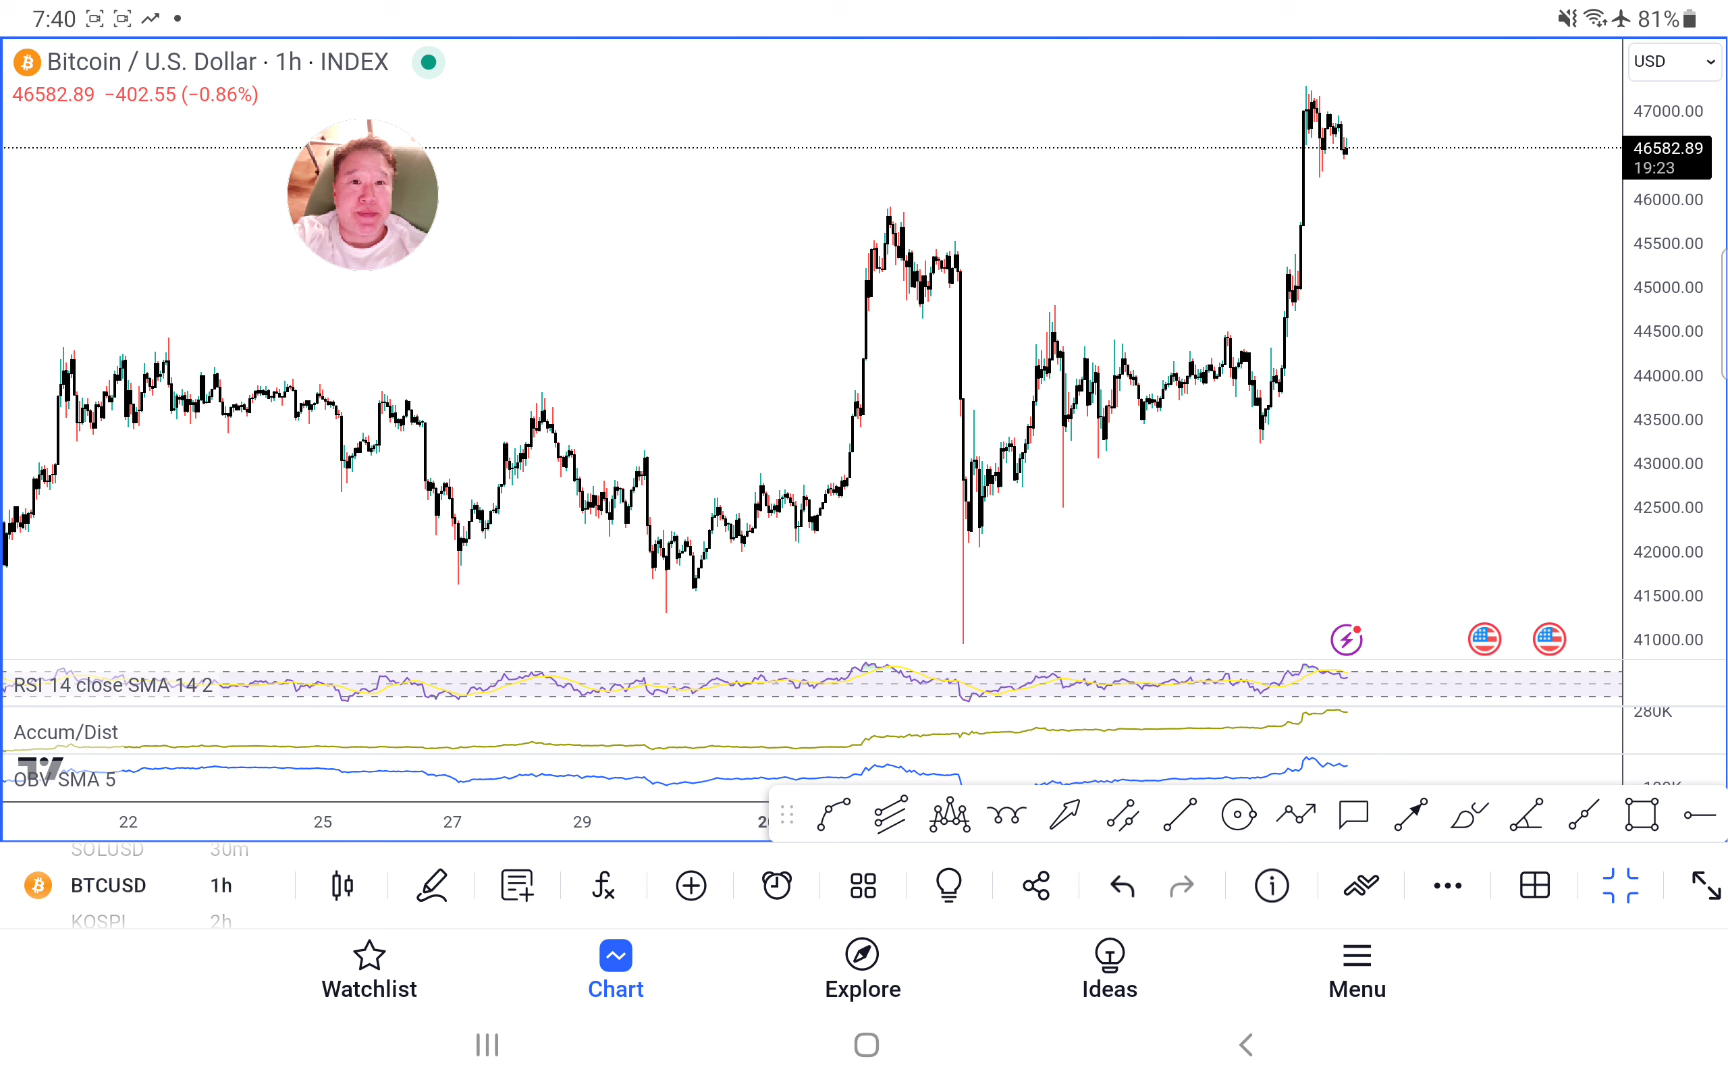 7:40
81%
Bitcoin / U.S. Dollar · 1h · INDEX
46582.89 −402.55 (−0.86%)
USD
47000.00
46582.89
19:23
46000.00
45500.00
45000.00
44500.00
44000.00
43500.00
43000.00
42500.00
42000.00
41500.00
41000.00
RSI 14 close SMA 14 2
280K
Accum/Dist
OBV SMA 5
22 25 27 29
SOLUSD 30m
BTCUSD 1h
KOSPI 2h
Watchlist
Chart
Explore
Ideas
Menu